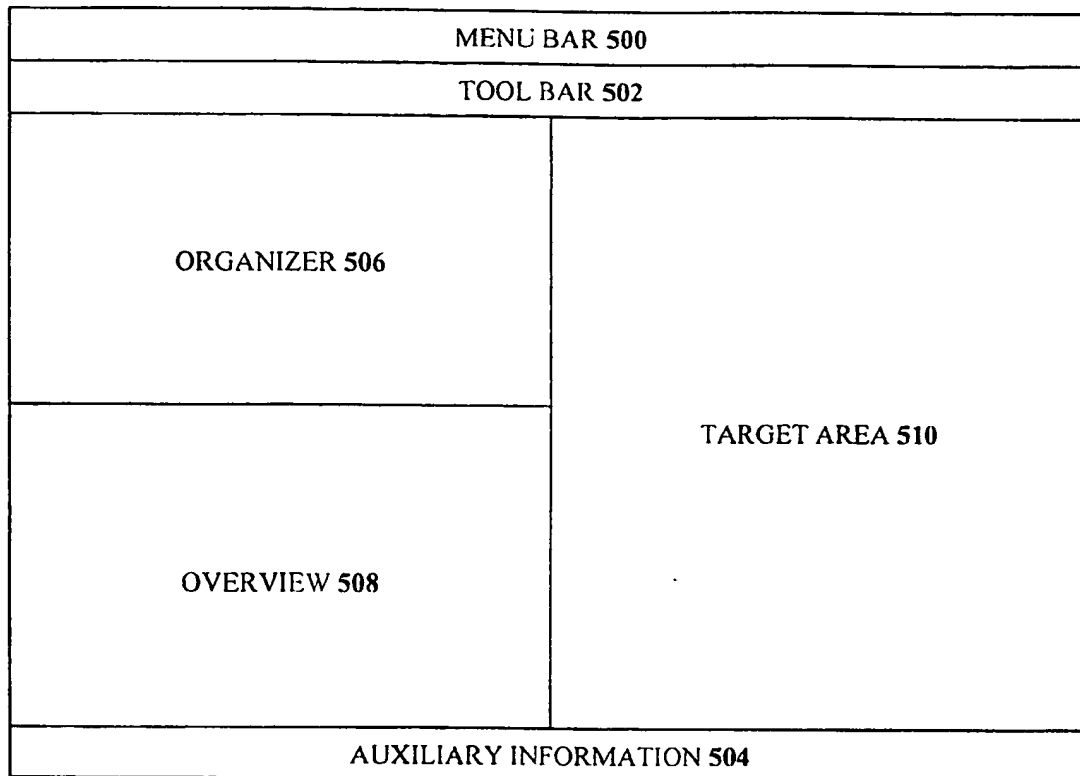 MENU BAR 500
TOOL BAR 502
ORGANIZER 506
TARGET AREA 510
OVERVIEW 508
AUXILIARY INFORMATION 504